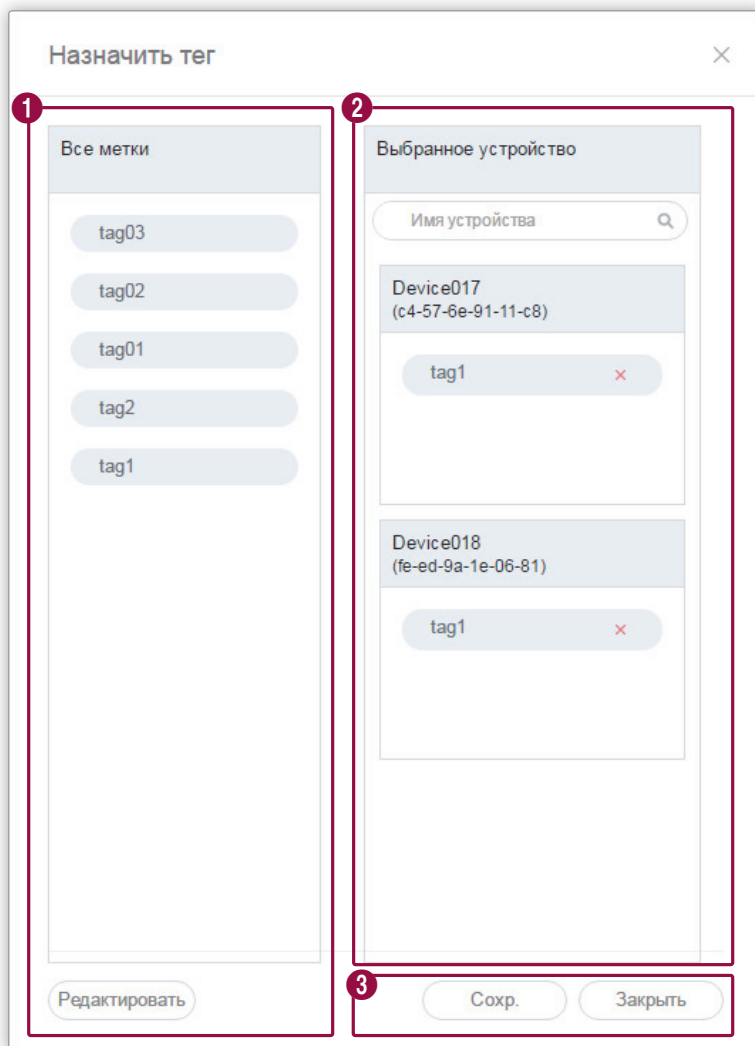 Назначить тег
1
Все метки
tag03
tag02
tag01
tag2
tag1
Редактировать
2
Выбранное устройство
Имя устройства
Device017
(c4-57-6e-91-11-c8)
tag1
Device018
(fe-ed-9a-1e-06-81)
tag1
3
Сохр.
Закрыть